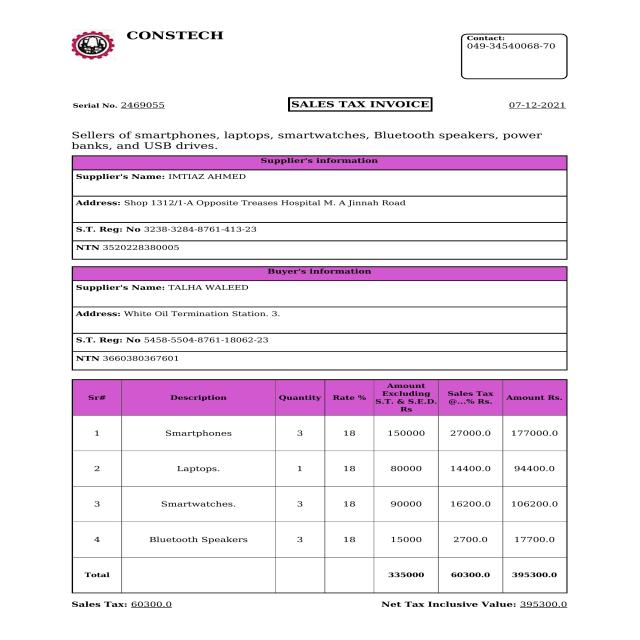 CONSTECH
Contact:
049-34540068-70
Serial No. 2469055
SALES TAX INVOICE
07-12-2021
Sellers of smartphones, laptops, smartwatches, Bluetooth speakers, power
banks, and USB drives.
Supplier's information
Supplier's Name: IMTIAZ AHMED
Address: Shop 1312/1-A Opposite Treases Hospital M. A Jinnah Road
S.T. Reg: No 3238-3284-8761-413-23
NTN 3520228380005
Buyer's information
Supplier's Name: TALHA WALEED
Address: White Oil Termination Station. 3.
S.T. Reg: No 5458-5504-8761-18062-23
NTN 3660380367601
Sr# Description Quantity Rate % Amount Excluding S.T. & S.E.D. Rs Sales Tax @...% Rs. Amount Rs.
1 Smartphones 3 18 150000 27000.0 177000.0
2 Laptops. 1 18 80000 14400.0 94400.0
3 Smartwatches. 3 18 90000 16200.0 106200.0
4 Bluetooth Speakers 3 18 15000 2700.0 17700.0
Total 335000 60300.0 395300.0
Sales Tax: 60300.0 Net Tax Inclusive Value: 395300.0